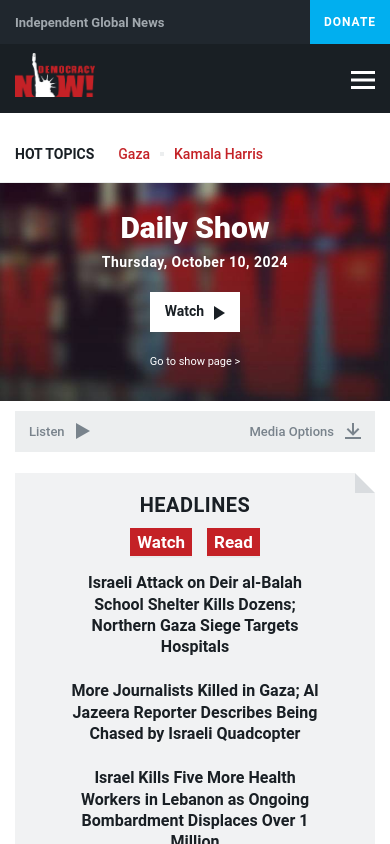 Independent Global News
DONATE
DEMOCRACY
NOW!
HOT TOPICS
Gaza
Kamala Harris
Daily Show
Thursday, October 10, 2024
Watch
Go to show page >
Listen
Media Options
HEADLINES
Watch
Read
Israeli Attack on Deir al-Balah
School Shelter Kills Dozens;
Northern Gaza Siege Targets
Hospitals
More Journalists Killed in Gaza; Al
Jazeera Reporter Describes Being
Chased by Israeli Quadcopter
Israel Kills Five More Health
Workers in Lebanon as Ongoing
Bombardment Displaces Over 1
Million